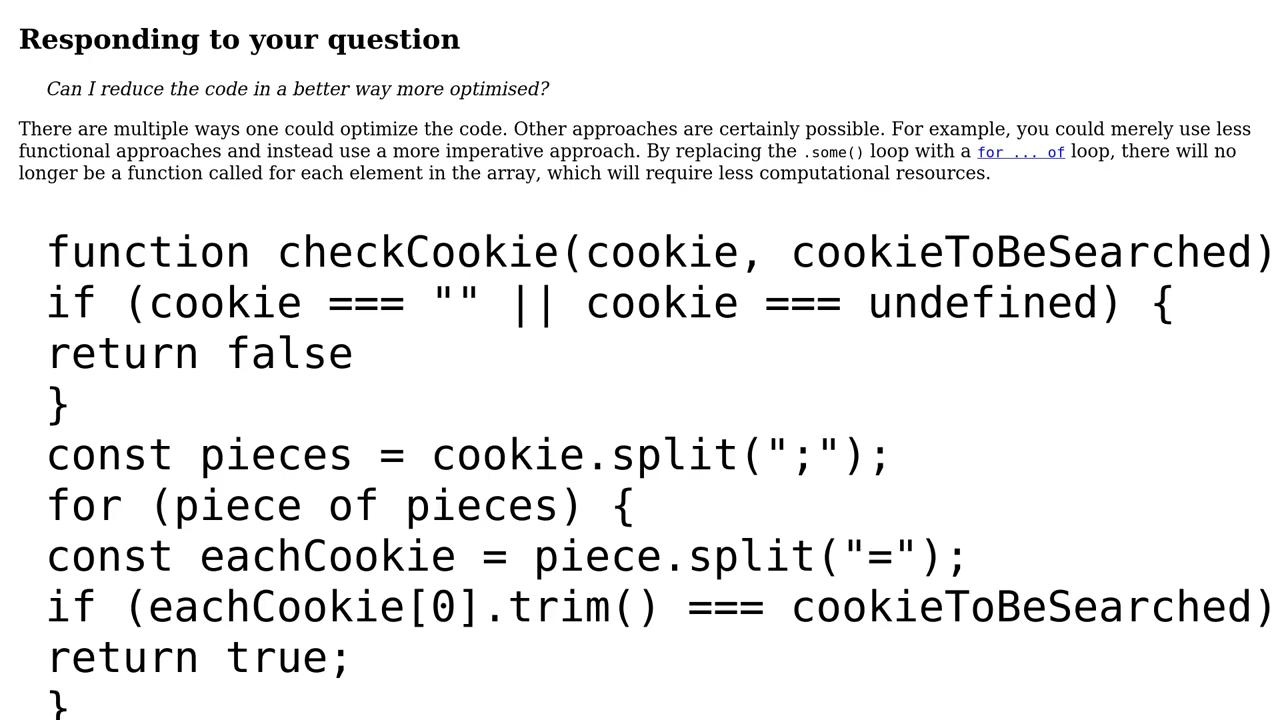 Responding to your question
Can I reduce the code in a better way more optimised?
There are multiple ways one could optimize the code. Other approaches are certainly possible. For example, you could merely use less
functional approaches and instead use a more imperative approach. By replacing the .some() loop with a for ... of loop, there will no
longer be a function called for each element in the array, which will require less computational resources.
function checkCookie(cookie, cookieToBeSearched)
if (cookie === "" || cookie === undefined) {
return false
}
const pieces = cookie.split(";");
for (piece of pieces) {
const eachCookie = piece.split("=");
if (eachCookie[0].trim() === cookieToBeSearched)
return true;
}